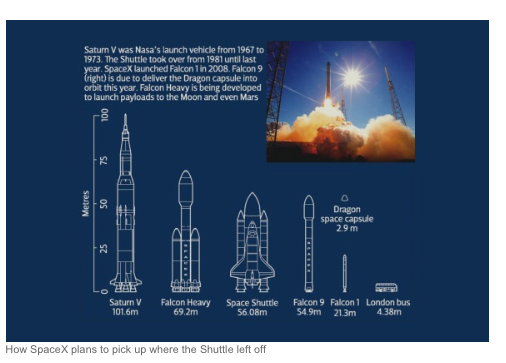 Saturn V was Nasa's launch vehicle from 1967 to
1973. The Shuttle took over from 1981 until last
year. SpaceX launched Falcon 1 in 2008. Falcon 9
(right) is due to deliver the Dragon capsule into
orbit this year. Falcon Heavy is being developed
to launch payloads to the Moon and even Mars
100
75
Metres
50
25
0
Dragon
space capsule
2.9 m
Saturn V
101.6m
Falcon Heavy
69.2m
Space Shuttle
56.08m
Falcon 9
54.9m
Falcon 1
21.3m
London bus
4.38m
How SpaceX plans to pick up where the Shuttle left off